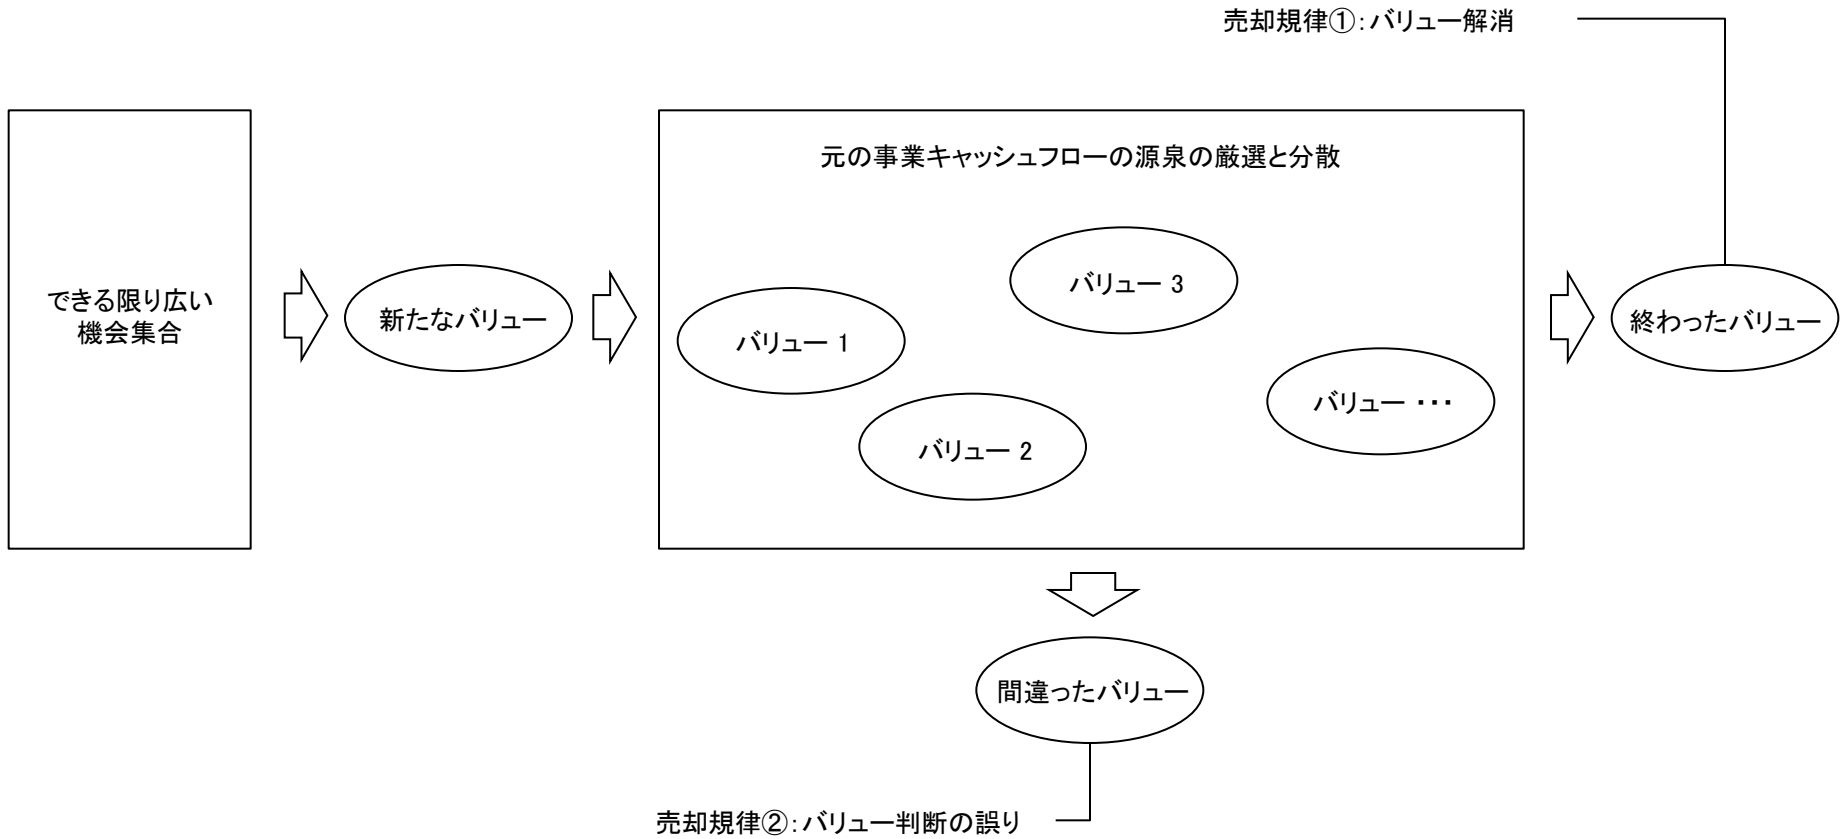 売却規律①：バリュー解消
元の事業キャッシュフローの源泉の厳選と分散
できる限り広い
機会集合
新たなバリュー
バリュー 1
バリュー 2
バリュー 3
バリュー ・・・
終わったバリュー
間違ったバリュー
売却規律②：バリュー判断の誤り